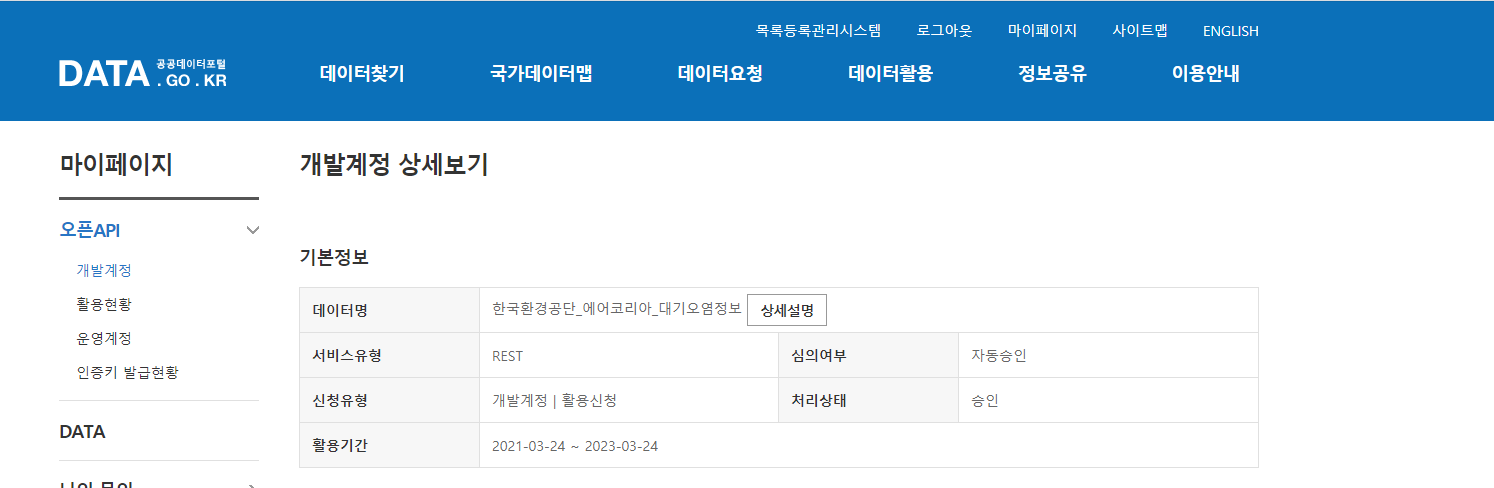 목록등록관리시스템 로그아웃 마이페이지 사이트맵 ENGLISH
DATA 공공데이터포털 . GO . KR
데이터찾기 국가데이터맵 데이터요청 데이터활용 정보공유 이용안내
마이페이지
오픈API
개발계정
활용현황
운영계정
인증키 발급현황
DATA
개발계정 상세보기
기본정보
데이터명 한국환경공단_에어코리아_대기오염정보 상세설명
서비스유형 REST 심의여부 자동승인
신청유형 개발계정 | 활용신청 처리상태 승인
활용기간 2021-03-24 ~ 2023-03-24